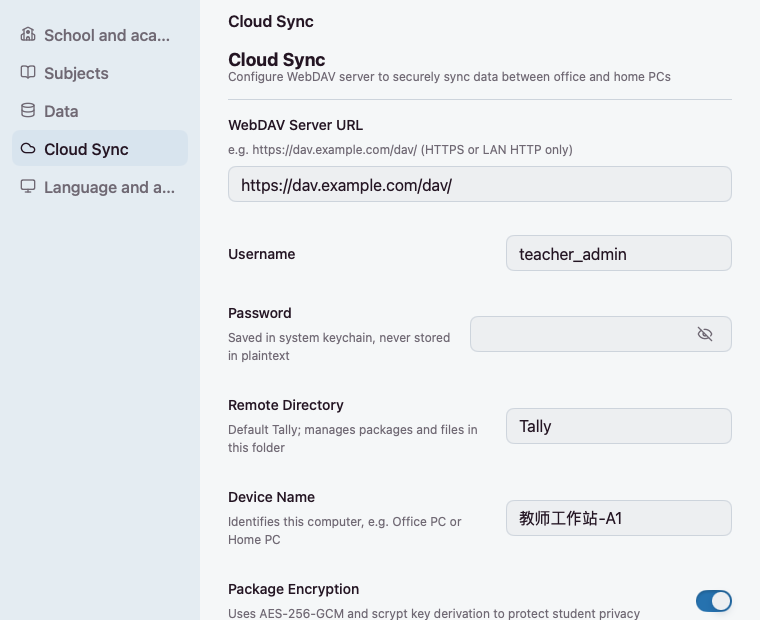 School and aca...
Subjects
Data
Cloud Sync
Language and a...
Cloud Sync
Cloud Sync
Configure WebDAV server to securely sync data between office and home PCs
WebDAV Server URL
e.g. https://dav.example.com/dav/ (HTTPS or LAN HTTP only)
https://dav.example.com/dav/
Username
teacher_admin
Password
Saved in system keychain, never stored
in plaintext
Remote Directory
Default Tally; manages packages and files in
this folder
Tally
Device Name
Identifies this computer, e.g. Office PC or
Home PC
教师工作站-A1
Package Encryption
Uses AES-256-GCM and scrypt key derivation to protect student privacy